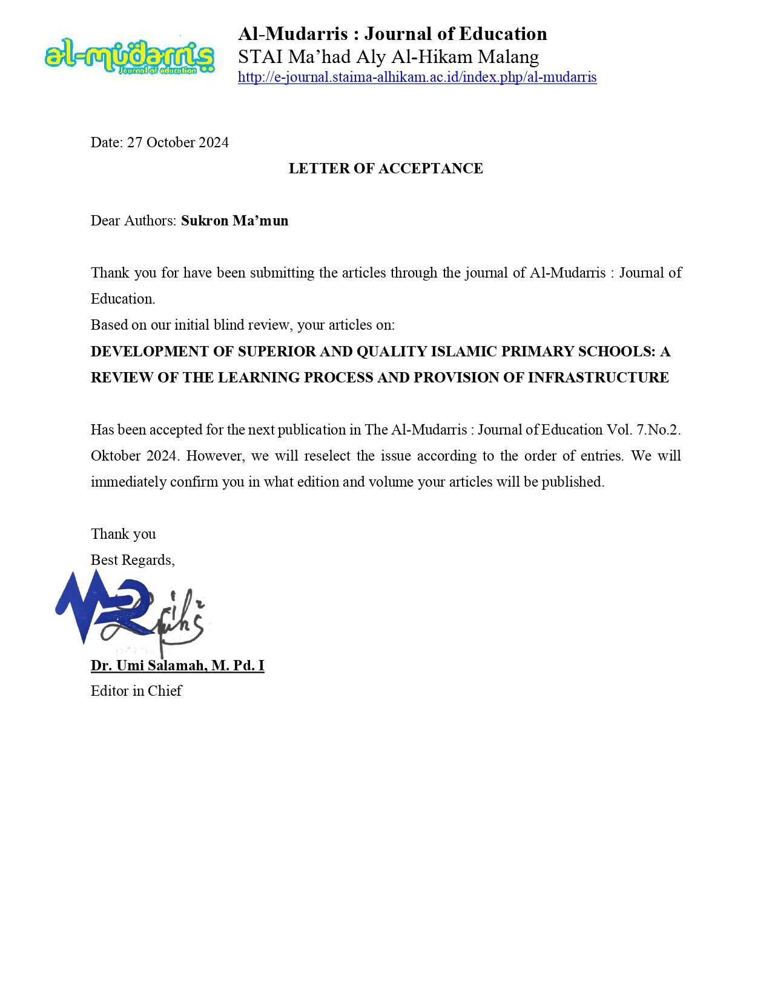 al-mudarris
Journal of education
Al-Mudarris : Journal of Education
STAI Ma’had Aly Al-Hikam Malang
http://e-journal.staima-alhikam.ac.id/index.php/al-mudarris
Date: 27 October 2024
LETTER OF ACCEPTANCE
Dear Authors: Sukron Ma’mun
Thank you for have been submitting the articles through the journal of Al-Mudarris : Journal of
Education.
Based on our initial blind review, your articles on:
DEVELOPMENT OF SUPERIOR AND QUALITY ISLAMIC PRIMARY SCHOOLS: A
REVIEW OF THE LEARNING PROCESS AND PROVISION OF INFRASTRUCTURE
Has been accepted for the next publication in The Al-Mudarris : Journal of Education Vol. 7.No.2.
Oktober 2024. However, we will reselect the issue according to the order of entries. We will
immediately confirm you in what edition and volume your articles will be published.
Thank you
Best Regards,
Dr. Umi Salamah, M. Pd. I
Editor in Chief